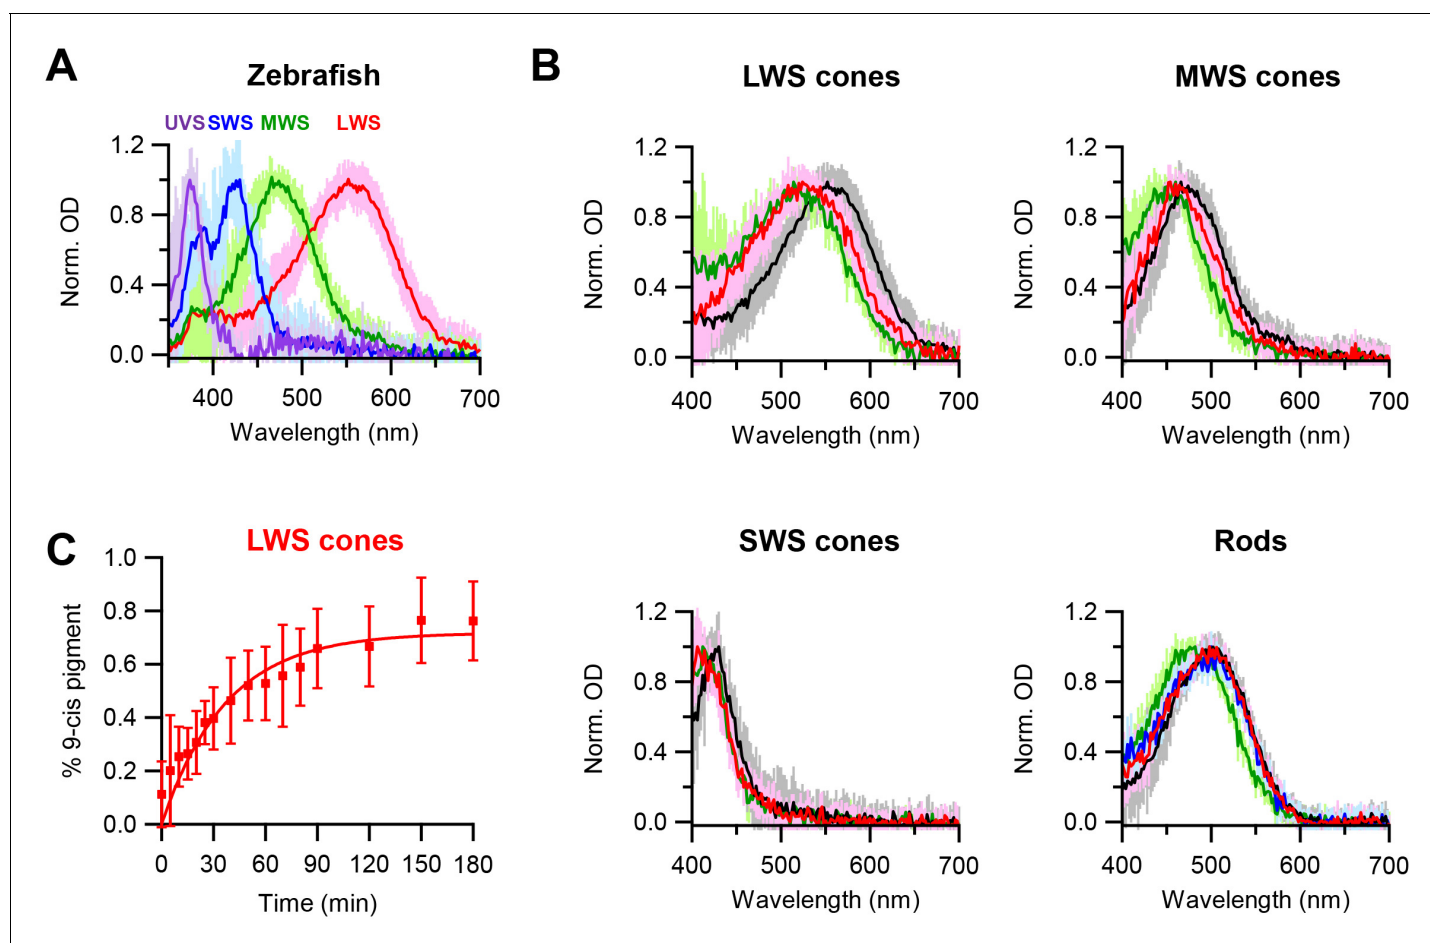 A
Zebrafish
UVS SWS MWS LWS
1.2
0.8
0.4
0.0
Norm. OD
400 500 600 700
Wavelength (nm)
B
LWS cones
1.2
0.8
0.4
0.0
Norm. OD
400 500 600 700
Wavelength (nm)
MWS cones
1.2
0.8
0.4
0.0
Norm. OD
400 500 600 700
Wavelength (nm)
C
LWS cones
1.0
0.8
0.6
0.4
0.2
0.0
% 9-cis pigment
0 30 60 90 120 150 180
Time (min)
SWS cones
1.2
0.8
0.4
0.0
Norm. OD
400 500 600 700
Wavelength (nm)
Rods
1.2
0.8
0.4
0.0
Norm. OD
400 500 600 700
Wavelength (nm)